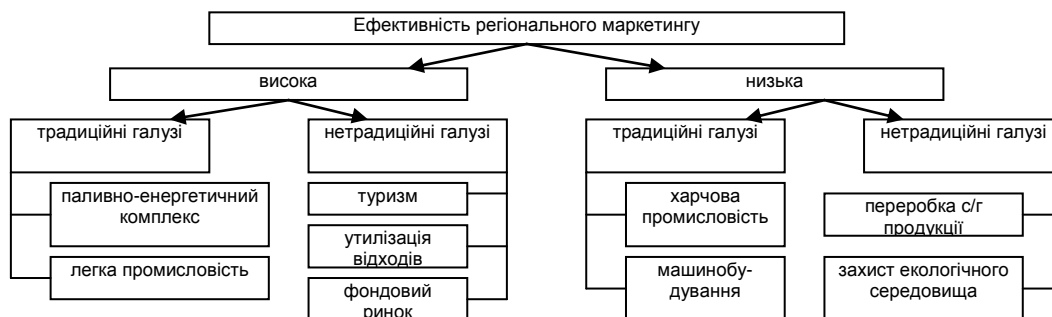 Ефективність регіонального маркетингу
висока
низька
традиційні галузі
нетрадиційні галузі
традиційні галузі
нетрадиційні галузі
паливно-енергетичний
комплекс
легка промисловість
туризм
утилізація
відходів
фондовий
ринок
харчова
промисловість
машинобу-
дування
переробка с/г
продукції
захист екологічного
середовища